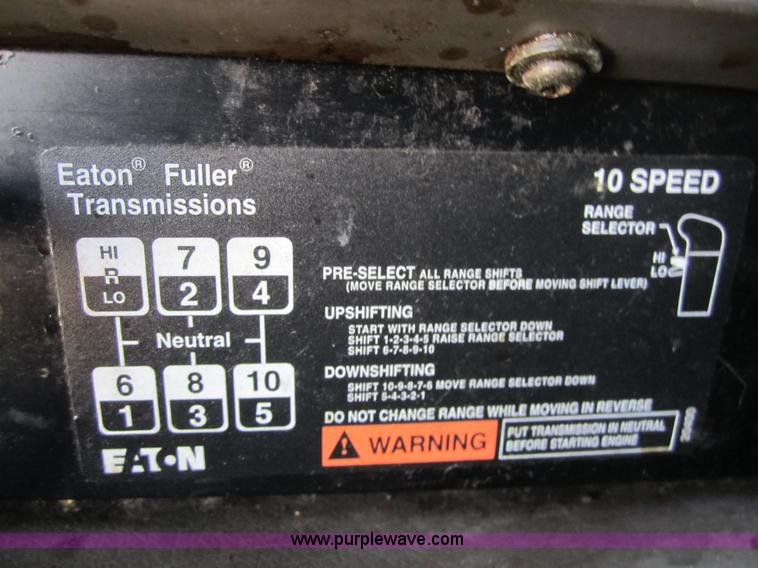 Eaton® Fuller®
Transmissions
10 SPEED
RANGE
SELECTOR
HI
LO
HI
R
LO
7
2
9
4
Neutral
6
1
8
3
10
5
EATON
PRE-SELECT ALL RANGE SHIFTS
(MOVE RANGE SELECTOR BEFORE MOVING SHIFT LEVER)
UPSHIFTING
START WITH RANGE SELECTOR DOWN
SHIFT 1-2-3-4-5 RAISE RANGE SELECTOR
SHIFT 6-7-8-9-10
DOWNSHIFTING
SHIFT 10-9-8-7-6 MOVE RANGE SELECTOR DOWN
SHIFT 5-4-3-2-1
DO NOT CHANGE RANGE WHILE MOVING IN REVERSE
WARNING
PUT TRANSMISSION IN NEUTRAL
BEFORE STARTING ENGINE
www.purplewave.com